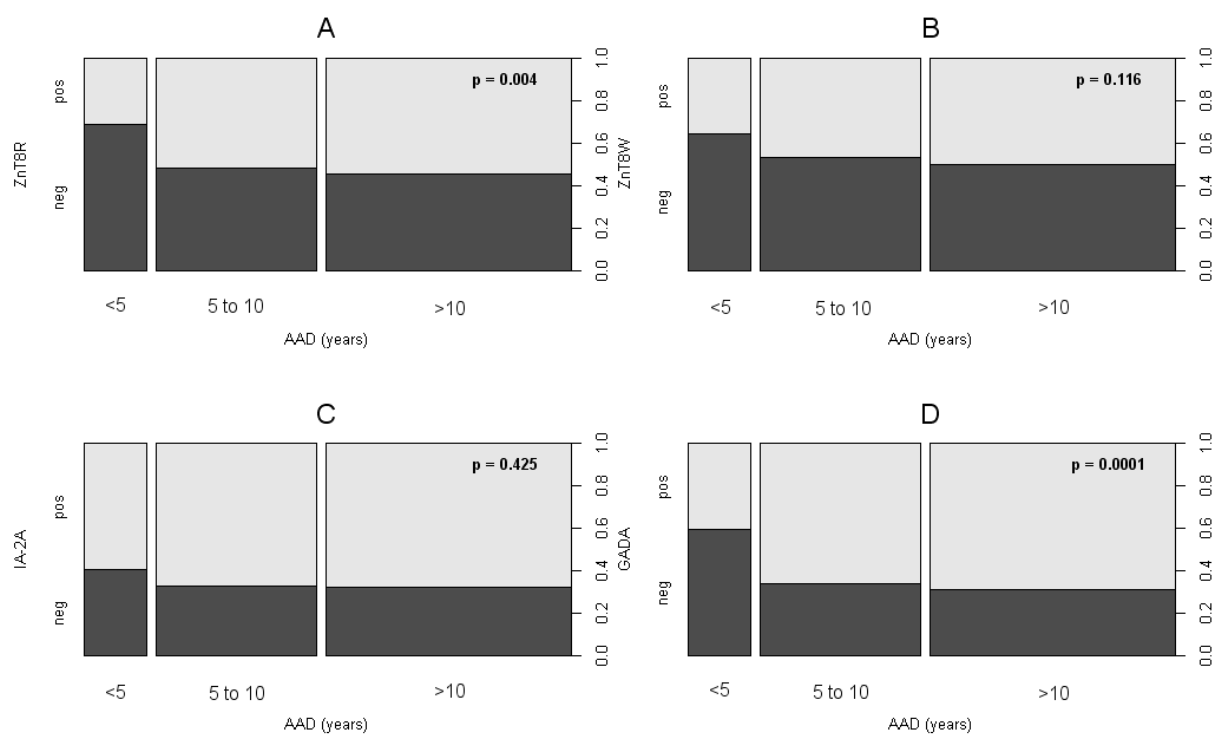 A
ZnT8R
neg
pos
p = 0.004
0.0 0.2 0.4 0.6 0.8 1.0
<5 5 to 10 >10
AAD (years)
B
ZnT8W
neg
pos
p = 0.116
0.0 0.2 0.4 0.6 0.8 1.0
<5 5 to 10 >10
AAD (years)
C
IA-2A
neg
pos
p = 0.425
0.0 0.2 0.4 0.6 0.8 1.0
<5 5 to 10 >10
AAD (years)
D
GADA
neg
pos
p = 0.0001
0.0 0.2 0.4 0.6 0.8 1.0
<5 5 to 10 >10
AAD (years)